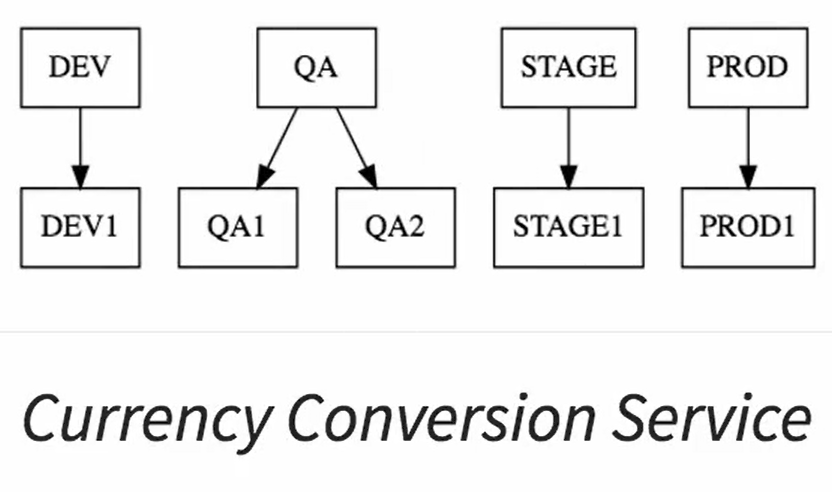 DEV QA STAGE PROD
DEV1 QA1 QA2 STAGE1 PROD1
Currency Conversion Service